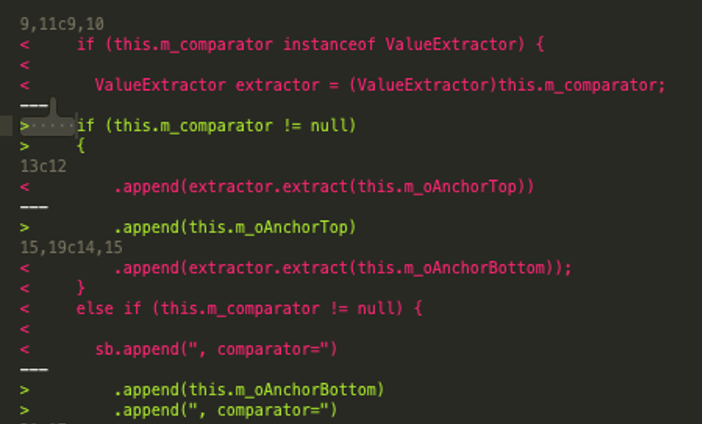 9,11c9,10
<     if (this.m_comparator instanceof ValueExtractor) {
<
<       ValueExtractor extractor = (ValueExtractor)this.m_comparator;
---
>·····if (this.m_comparator != null)
>     {
13c12
<         .append(extractor.extract(this.m_oAnchorTop))
---
>         .append(this.m_oAnchorTop)
15,19c14,15
<         .append(extractor.extract(this.m_oAnchorBottom));
<     }
<     else if (this.m_comparator != null) {
<
<       sb.append(", comparator=")
---
>         .append(this.m_oAnchorBottom)
>         .append(", comparator=")